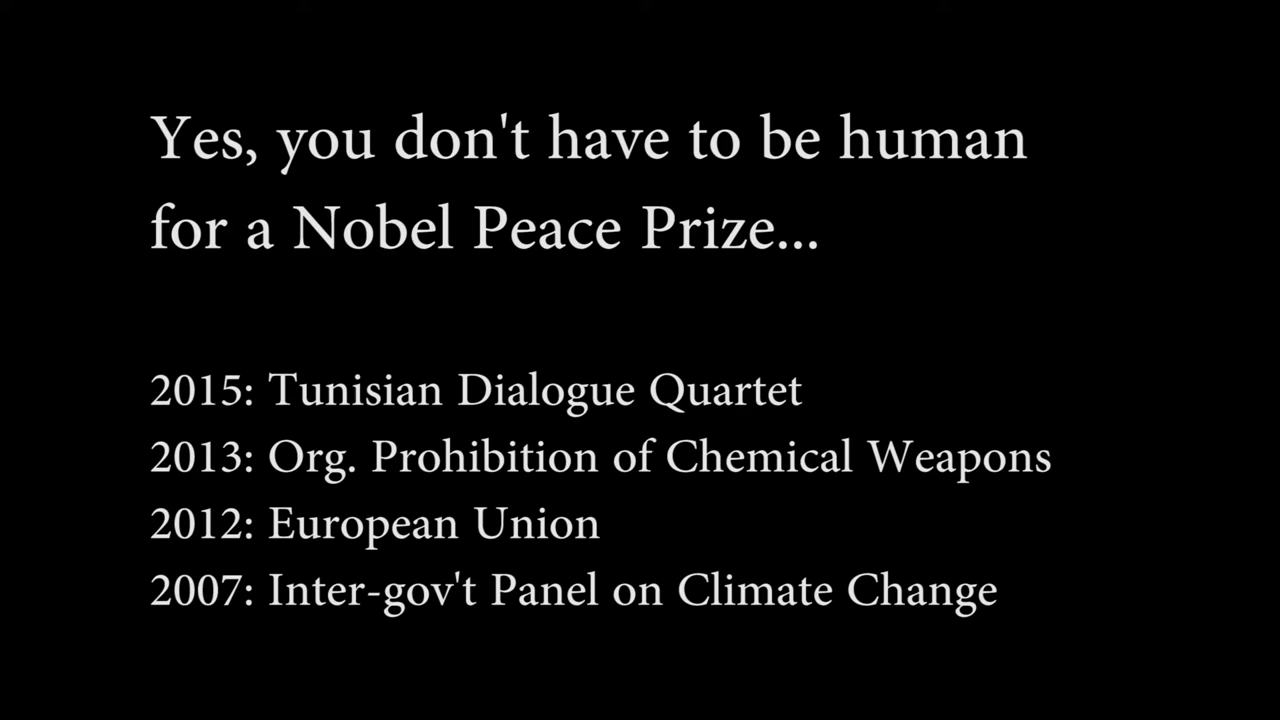 Yes, you don't have to be human
for a Nobel Peace Prize...
2015: Tunisian Dialogue Quartet
2013: Org. Prohibition of Chemical Weapons
2012: European Union
2007: Inter-gov't Panel on Climate Change